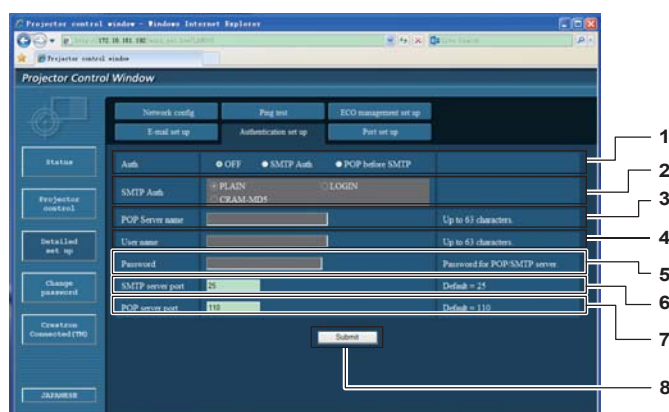 Projector control window - Windows Internet Explorer
Projector control window
Projector Control Window
Network config
Ping test
ECO management set up
E-mail set up
Authentication set up
Port set up
Status
Projector control
Detailed set up
Change password
Crestron Connected(TM)
JAPANESE
Auth
OFF
SMTP Auth
POP before SMTP
1
SMTP Auth
PLAIN
LOGIN
CRAM-MD5
2
POP Server name
Up to 63 characters.
3
User name
Up to 63 characters.
4
Password
Password for POP/SMTP server.
5
SMTP server port
25
Default = 25
6
POP server port
110
Default = 110
7
Submit
8